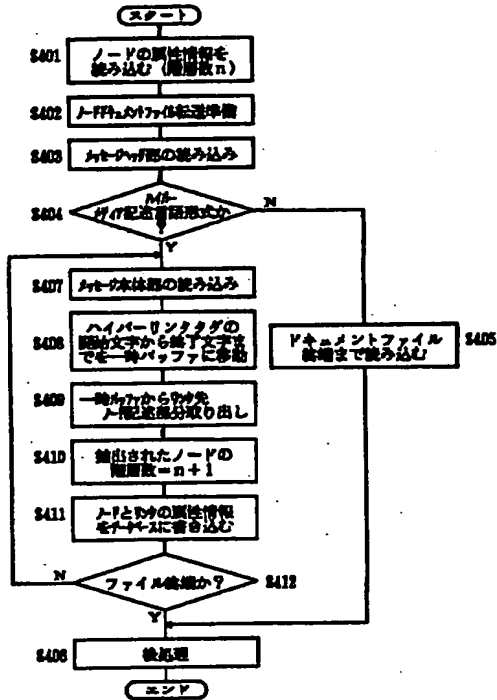 スタート
S401
ノードの属性情報を
読み込む(階層数n)
S402
ノードドキュメントファイル転送準備
S403
メッセージヘッダ部の読み込み
S404
ハイパー
メディア記述言語形式か
?
N
Y
S407
メッセージ本体部の読み込み
S408
ハイパーリンクタグの
開始文字から終了文字ま
でを一時バッファに移動
ドキュメントファイル
終端まで読み込む
S405
S409
一時バッファからリンク先
ノード記述部分取り出し
S410
抽出されたノードの
階層数=n+1
S411
ノードとリンクの属性情報
をデータベースに書き込む
N
ファイル終端か?
S412
Y
S406
後処理
エンド